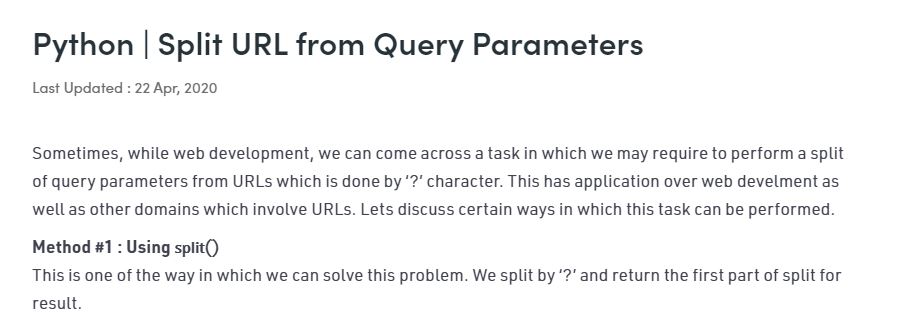 Python | Split URL from Query Parameters
Last Updated : 22 Apr, 2020
Sometimes, while web development, we can come across a task in which we may require to perform a split
of query parameters from URLs which is done by ‘?’ character. This has application over web develment as
well as other domains which involve URLs. Lets discuss certain ways in which this task can be performed.
Method #1 : Using split()
This is one of the way in which we can solve this problem. We split by ‘?’ and return the first part of split for
result.